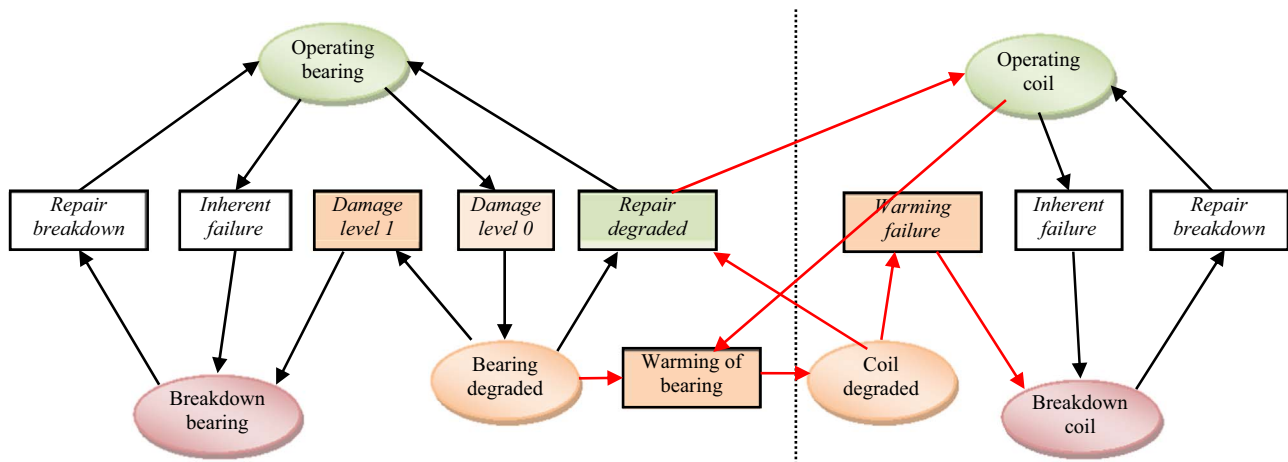 Operating
bearing
Operating
coil
Repair
breakdown
Inherent
failure
Damage
level 1
Damage
level 0
Repair
degraded
Warming
failure
Inherent
failure
Repair
breakdown
Bearing
degraded
Warming of
bearing
Coil
degraded
Breakdown
bearing
Breakdown
coil